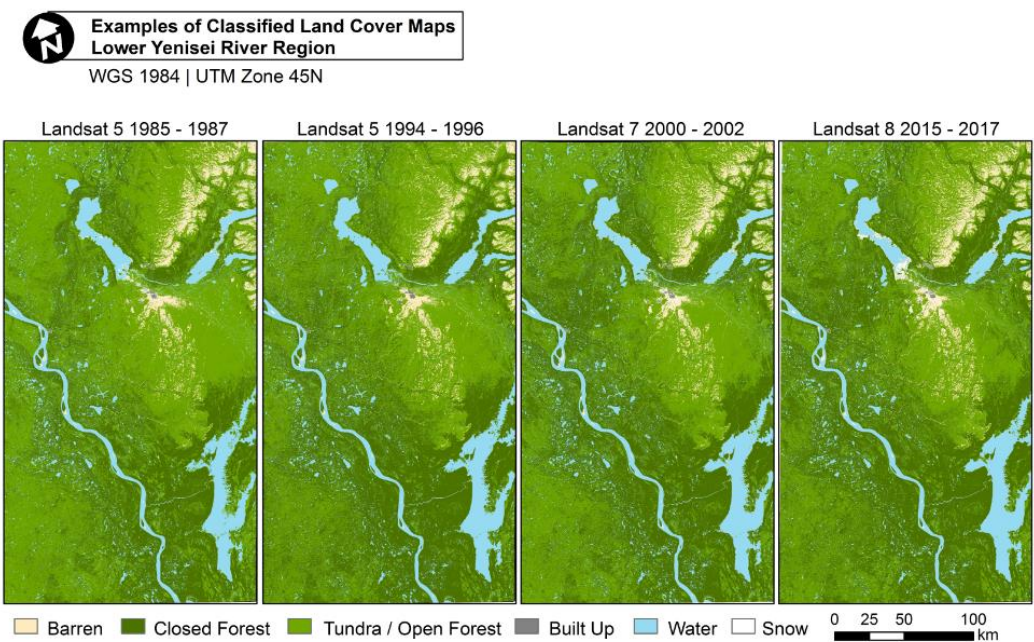 N
Examples of Classified Land Cover Maps
Lower Yenisei River Region
WGS 1984 | UTM Zone 45N
Landsat 5 1985 - 1987
Landsat 5 1994 - 1996
Landsat 7 2000 - 2002
Landsat 8 2015 - 2017
Barren
Closed Forest
Tundra / Open Forest
Built Up
Water
Snow
0 25 50 100
km